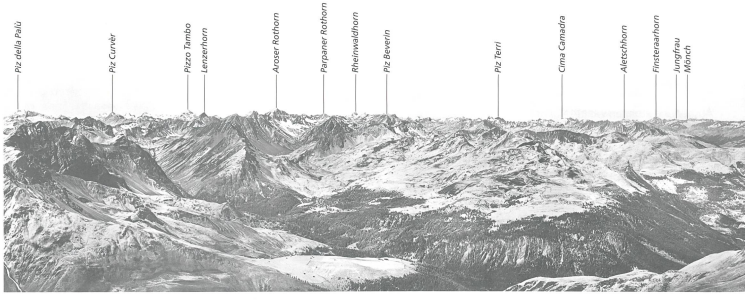 Piz della Palü
Piz Curvér
Pizzo Tambo
Lenzerhorn
Aroser Rothorn
Parpaner Rothorn
Rheinwaldhorn
Piz Beverin
Piz Terri
Cima Camadra
Aletschhorn
Finsteraarhorn
Jungfrau
Mönch